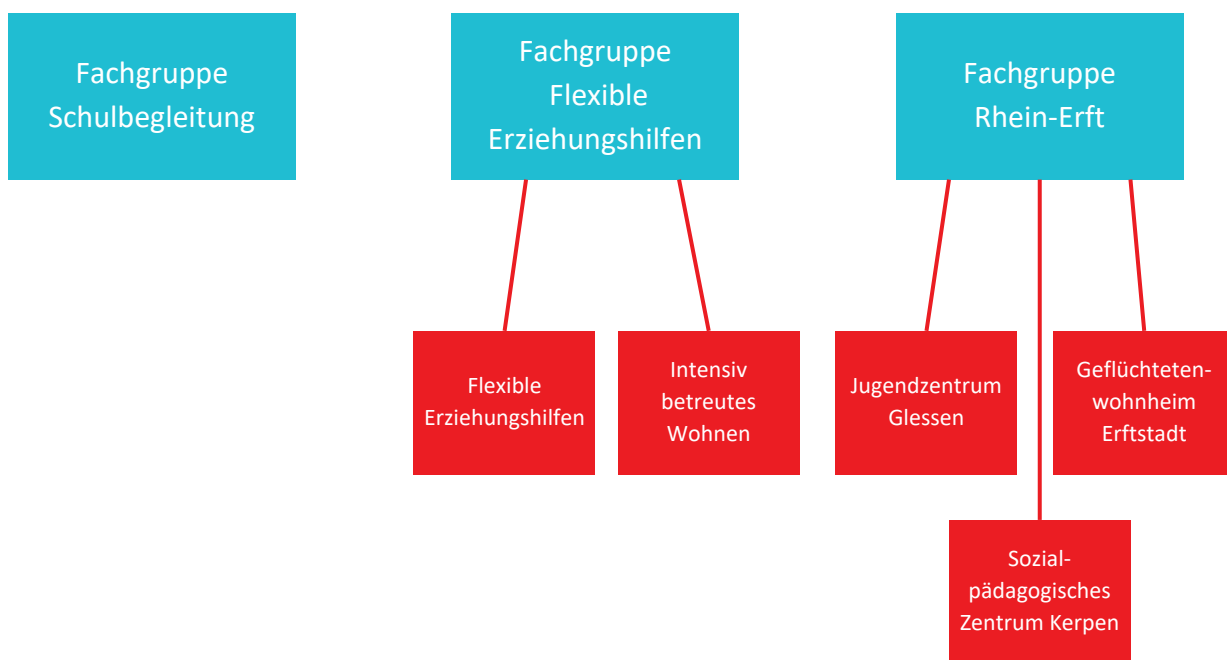 Fachgruppe
Schulbegleitung
Fachgruppe
Flexible
Erziehungshilfen
Fachgruppe
Rhein-Erft
Flexible
Erziehungshilfen
Intensiv
betreutes
Wohnen
Jugendzentrum
Glessen
Geflüchteten-
wohnheim
Erftstadt
Sozial-
pädagogisches
Zentrum Kerpen